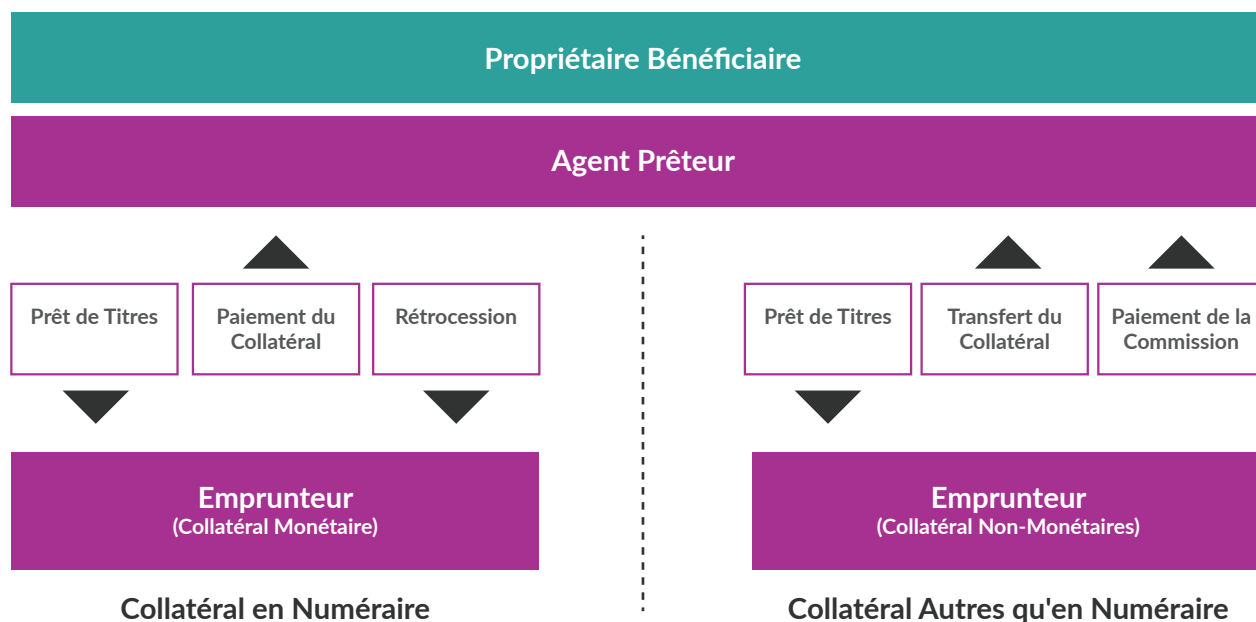 Propriétaire Bénéficiaire
Agent Prêteur
Prêt de Titres
Paiement du
Collatéral
Rétrocession
Prêt de Titres
Transfert du
Collatéral
Paiement de la
Commission
Emprunteur
(Collatéral Monétaire)
Emprunteur
(Collatéral Non-Monétaires)
Collatéral en Numéraire
Collatéral Autres qu'en Numéraire